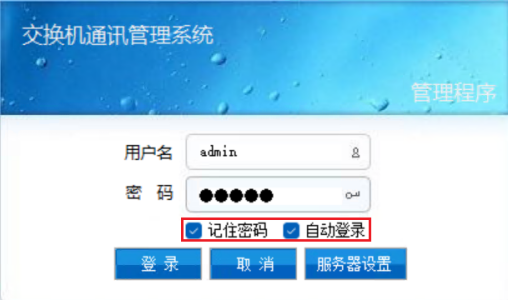 交换机通讯管理系统
管理程序
用户名 admin
密 码 ●●●●●
记住密码 自动登录
登 录 取 消 服务器设置